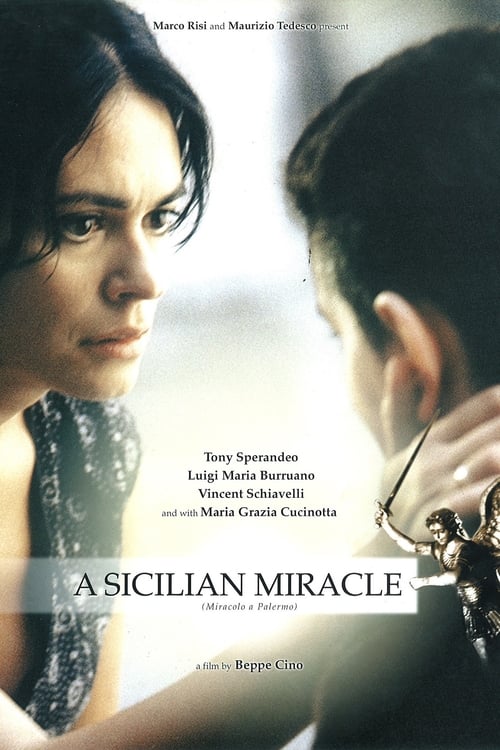 Marco Risi and Maurizio Tedesco present
Tony Sperandeo
Luigi Maria Burruano
Vincent Schiavelli
and with Maria Grazia Cucinotta
A SICILIAN MIRACLE
(Miracolo a Palermo)
a film by Beppe Cino